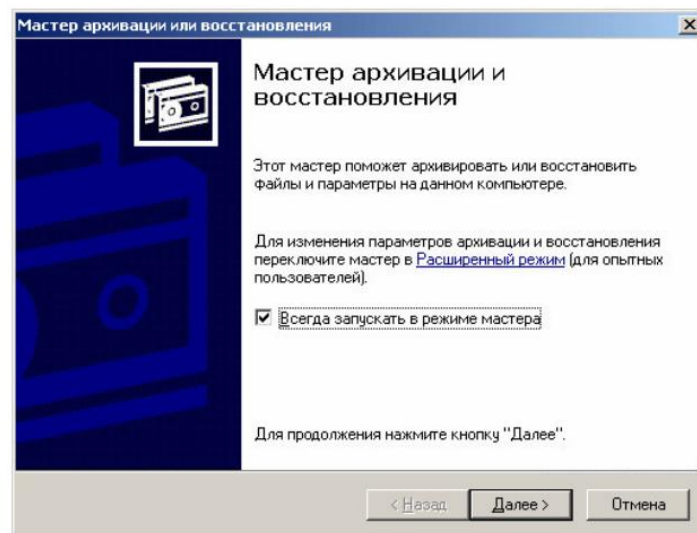 Мастер архивации или восстановления
Мастер архивации и
восстановления
Этот мастер поможет архивировать или восстановить
файлы и параметры на данном компьютере.
Для изменения параметров архивации и восстановления
переключите мастер в Расширенный режим (для опытных
пользователей).
Всегда запускать в режиме мастера
Для продолжения нажмите кнопку "Далее".
< Назад Далее > Отмена